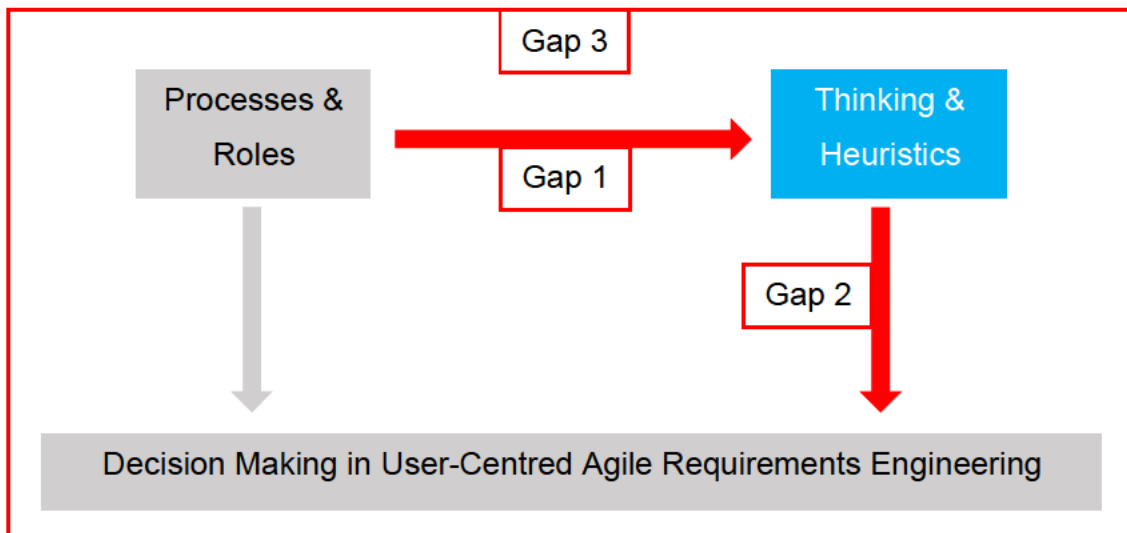 Gap 3
Processes &
Roles
Thinking &
Heuristics
Gap 1
Gap 2
Decision Making in User-Centred Agile Requirements Engineering